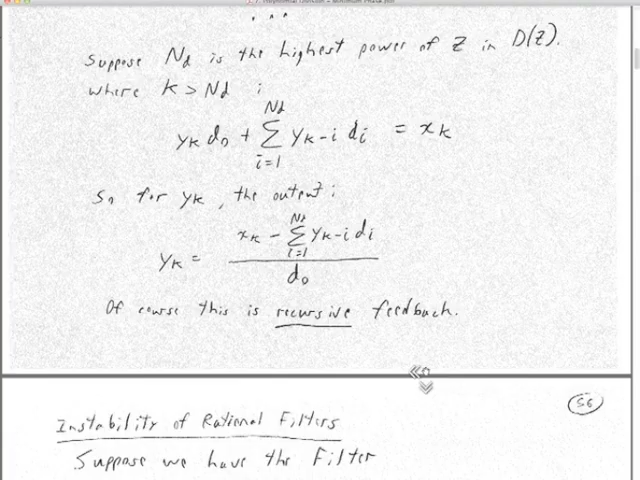 Suppose Nd is the highest power of Z in D(Z).
where K > Nd :
yk d0 + Σ(i=1 to Nd) yk-i di = xk
So for yk, the output :
yk = (xk - Σ(i=1 to Nd) yk-i di) / d0
Of course this is recursive feedback.
56
Instability of Rational Filters
Suppose we have the Filter